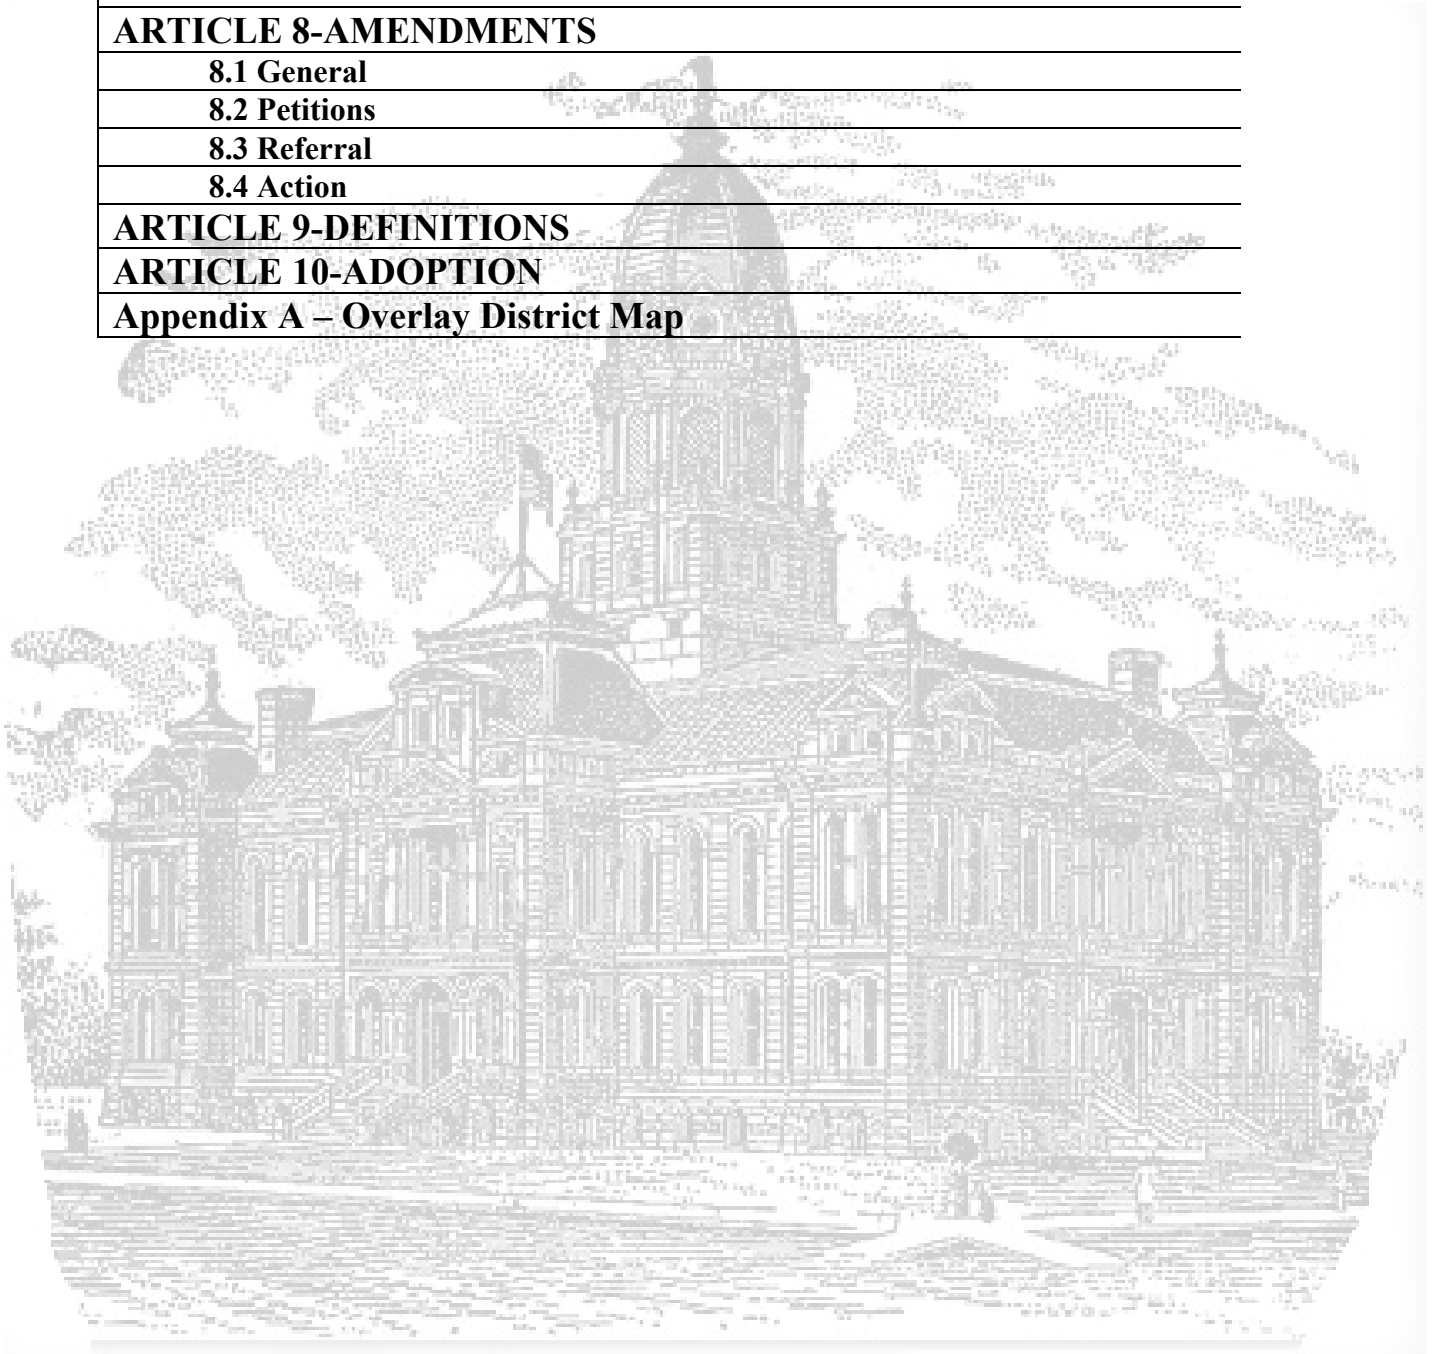 ARTICLE 8-AMENDMENTS
8.1 General
8.2 Petitions
8.3 Referral
8.4 Action
ARTICLE 9-DEFINITIONS
ARTICLE 10-ADOPTION
Appendix A – Overlay District Map